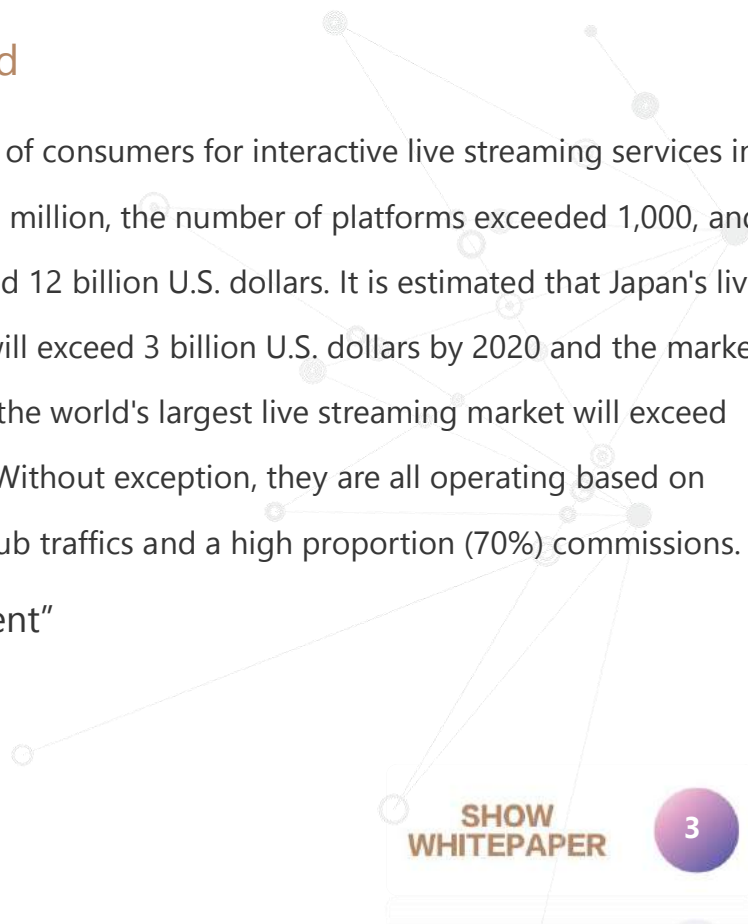 d
of consumers for interactive live streaming services in
million, the number of platforms exceeded 1,000, and
d 12 billion U.S. dollars. It is estimated that Japan's liv
vill exceed 3 billion U.S. dollars by 2020 and the marke
the world's largest live streaming market will exceed
Without exception, they are all operating based on
ub traffics and a high proportion (70%) commissions.
ent”
SHOW
WHITEPAPER
3